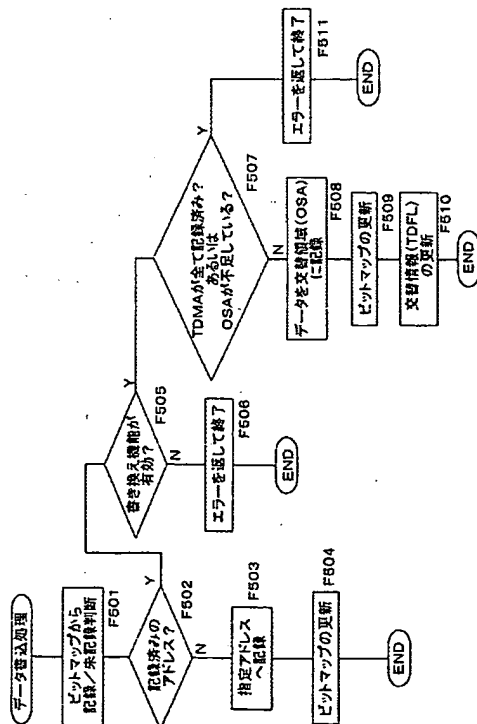 データ書込処理
ビットマップから
記録/未記録判断
F501
記録済みの
アドレス?
F502
Y
N
指定アドレス
へ記録
F503
ビットマップの更新
F504
END
書き換え機能が
有効?
F505
Y
N
エラーを返して終了
F506
END
TDMAが全て記録済み?
あるいは
OSAが不足している?
F507
Y
N
データを交替領域(OSA)
に記録
F508
ビットマップの更新
F509
交替情報(TDFL)
の更新
F510
END
エラーを返して終了
F511
END